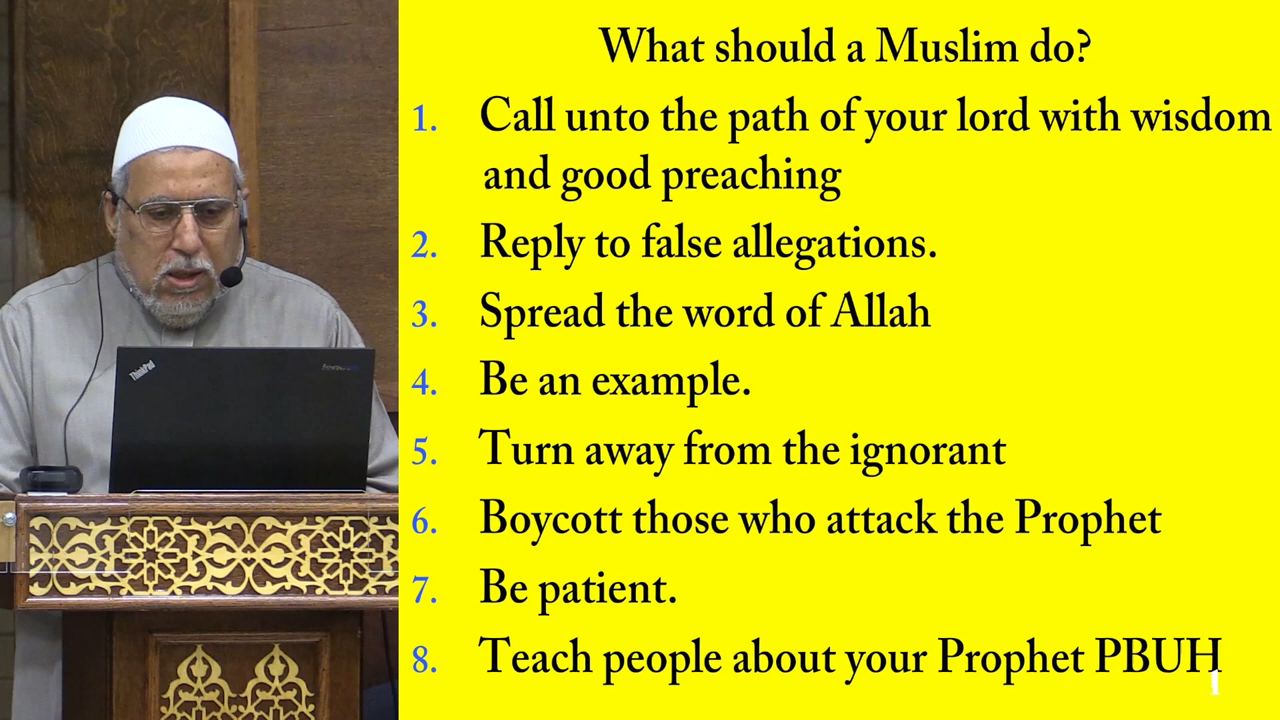 What should a Muslim do?
1. Call unto the path of your lord with wisdom
and good preaching
2. Reply to false allegations.
3. Spread the word of Allah
4. Be an example.
5. Turn away from the ignorant
6. Boycott those who attack the Prophet
7. Be patient.
8. Teach people about your Prophet PBUH
1
ThinkPad